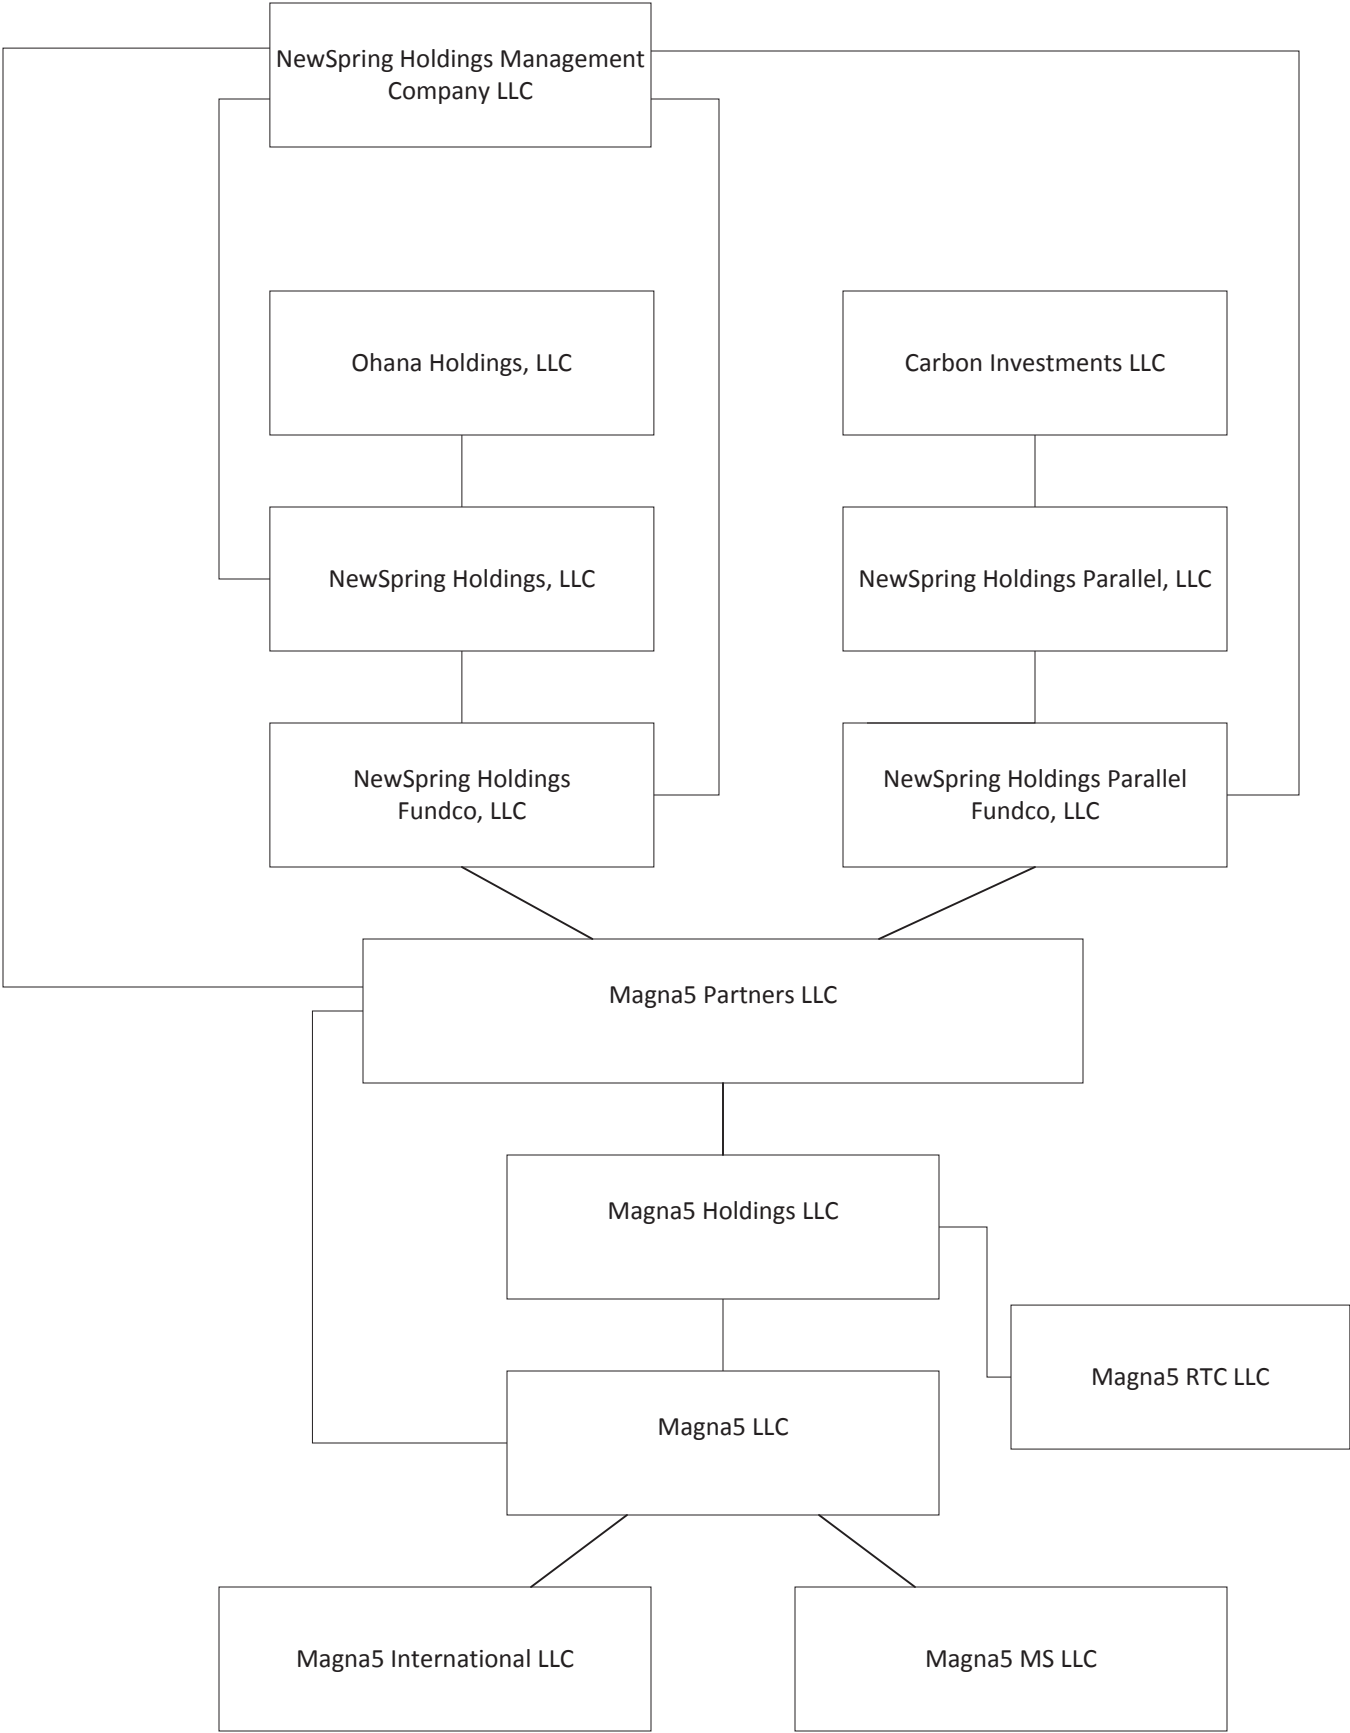 NewSpring Holdings Management
Company LLC
Ohana Holdings, LLC
Carbon Investments LLC
NewSpring Holdings, LLC
NewSpring Holdings Parallel, LLC
NewSpring Holdings
Fundco, LLC
NewSpring Holdings Parallel
Fundco, LLC
Magna5 Partners LLC
Magna5 Holdings LLC
Magna5 RTC LLC
Magna5 LLC
Magna5 International LLC
Magna5 MS LLC